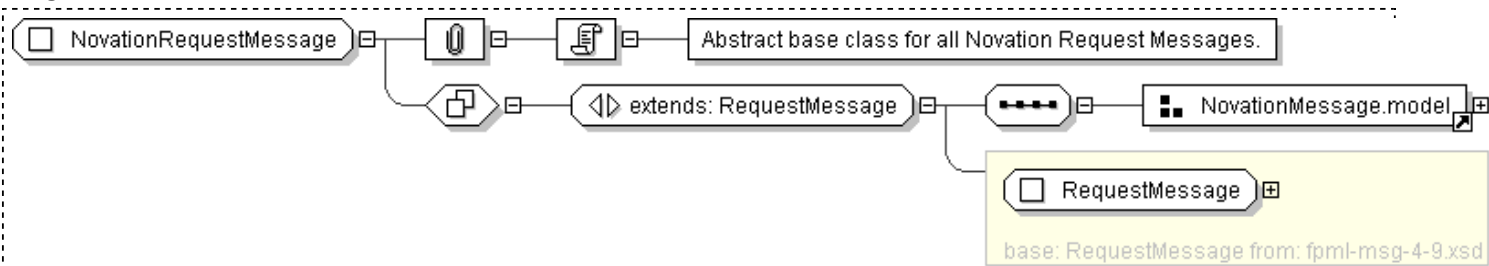 NovationRequestMessage
Abstract base class for all Novation Request Messages.
extends: RequestMessage
NovationMessage.model
RequestMessage
base: RequestMessage from: fpml-msg-4-9.xsd